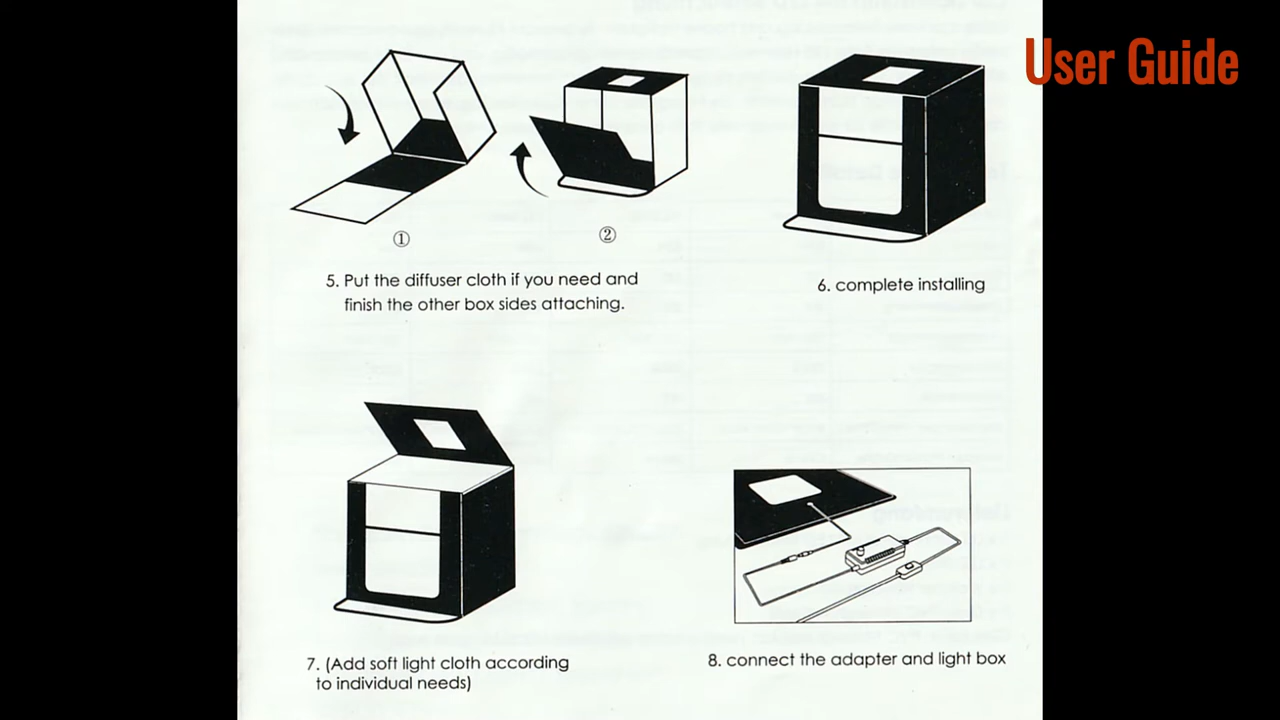 User Guide
①
②
5. Put the diffuser cloth if you need and
finish the other box sides attaching.
6. complete installing
7. (Add soft light cloth according
to individual needs)
8. connect the adapter and light box